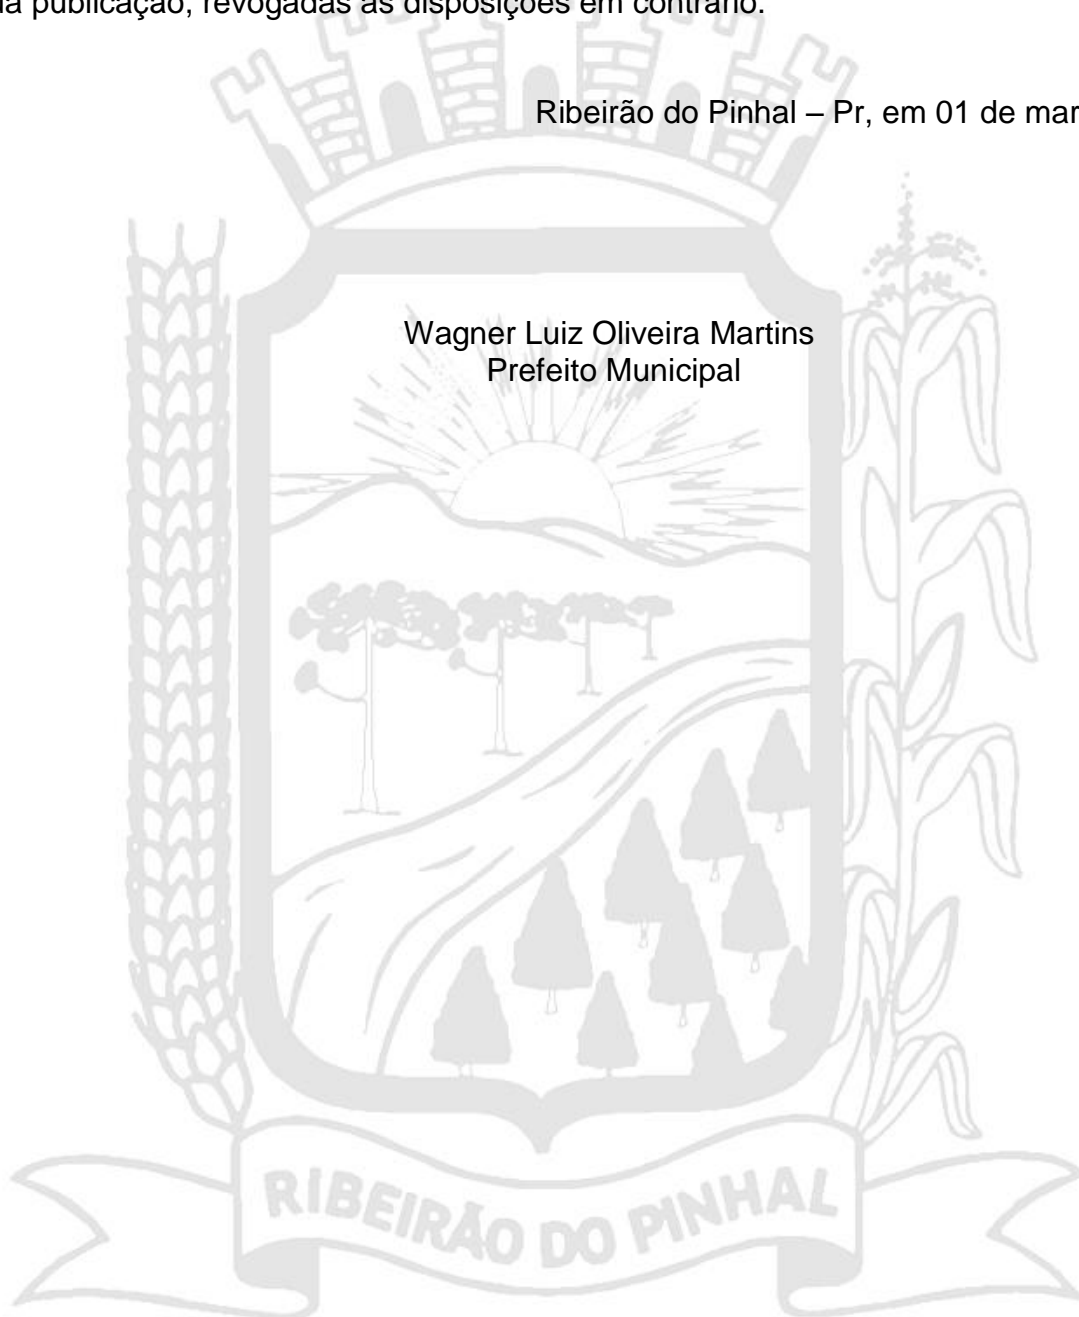 publicação, revogadas as disposições em contrário.
Ribeirão do Pinhal – Pr, em 01 de mar
Wagner Luiz Oliveira Martins
Prefeito Municipal
RIBEIRÃO DO PINHAL